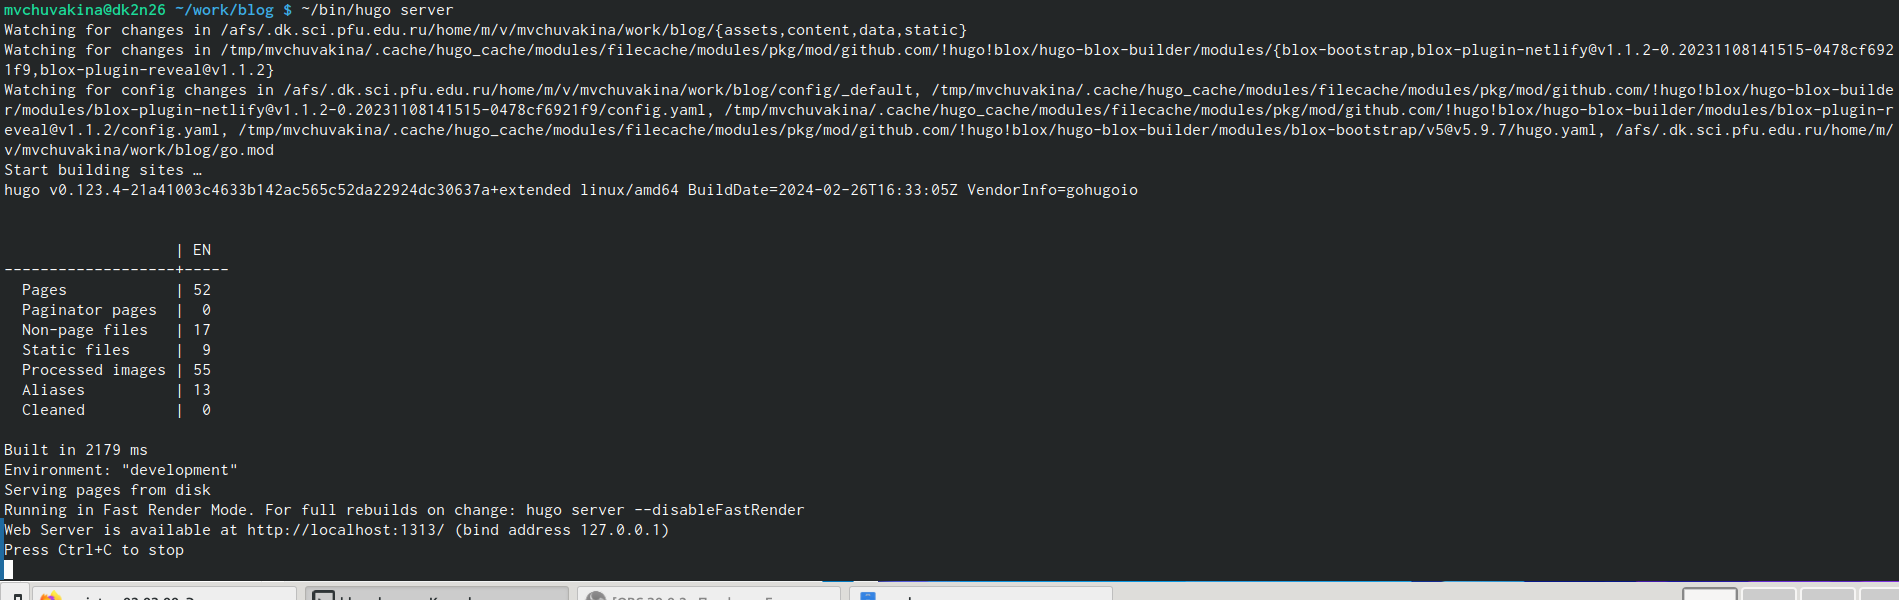 mvchuvakina@dk2n26 ~/work/blog $ ~/bin/hugo server
Watching for changes in /afs/.dk.sci.pfu.edu.ru/home/m/v/mvchuvakina/work/blog/{assets,content,data,static}
Watching for changes in /tmp/mvchuvakina/.cache/hugo_cache/modules/filecache/modules/pkg/mod/github.com/!hugo!blox/hugo-blox-builder/modules/{blox-bootstrap,blox-plugin-netlify@v1.1.2-0.20231108141515-0478cf692
1f9,blox-plugin-reveal@v1.1.2}
Watching for config changes in /afs/.dk.sci.pfu.edu.ru/home/m/v/mvchuvakina/work/blog/config/_default, /tmp/mvchuvakina/.cache/hugo_cache/modules/filecache/modules/pkg/mod/github.com/!hugo!blox/hugo-blox-builde
r/modules/blox-plugin-netlify@v1.1.2-0.20231108141515-0478cf6921f9/config.yaml, /tmp/mvchuvakina/.cache/hugo_cache/modules/filecache/modules/pkg/mod/github.com/!hugo!blox/hugo-blox-builder/modules/blox-plugin-r
eveal@v1.1.2/config.yaml, /tmp/mvchuvakina/.cache/hugo_cache/modules/filecache/modules/pkg/mod/github.com/!hugo!blox/hugo-blox-builder/modules/blox-bootstrap/v5@v5.9.7/hugo.yaml, /afs/.dk.sci.pfu.edu.ru/home/m/
v/mvchuvakina/work/blog/go.mod
Start building sites …
hugo v0.123.4-21a41003c4633b142ac565c52da22924dc30637a+extended linux/amd64 BuildDate=2024-02-26T16:33:05Z VendorInfo=gohugoio
                   | EN
-------------------+-----
  Pages            | 52
  Paginator pages  |  0
  Non-page files   | 17
  Static files     |  9
  Processed images | 55
  Aliases          | 13
  Cleaned          |  0
Built in 2179 ms
Environment: "development"
Serving pages from disk
Running in Fast Render Mode. For full rebuilds on change: hugo server --disableFastRender
Web Server is available at http://localhost:1313/ (bind address 127.0.0.1)
Press Ctrl+C to stop